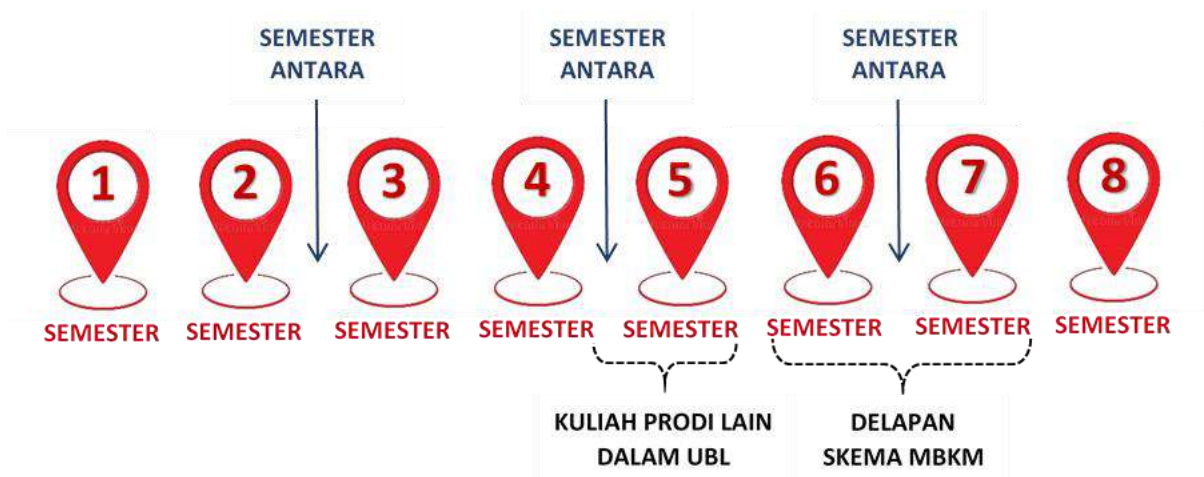 SEMESTER
ANTARA
SEMESTER
ANTARA
SEMESTER
ANTARA
1
2
3
4
5
6
7
8
SEMESTER
SEMESTER
SEMESTER
SEMESTER
SEMESTER
SEMESTER
SEMESTER
SEMESTER
KULIAH PRODI LAIN
DALAM UBL
DELAPAN
SKEMA MBKM